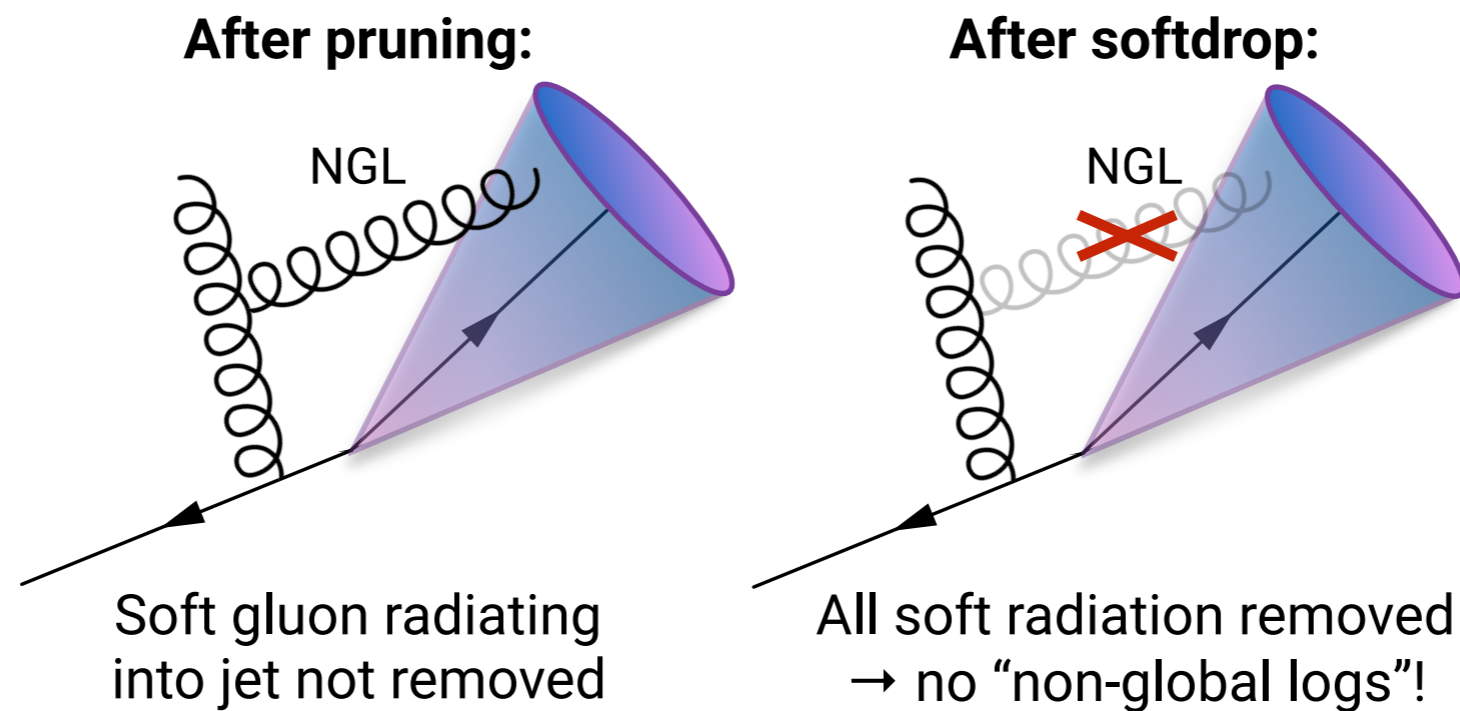 After pruning:
NGL
Soft gluon radiating
into jet not removed
After softdrop:
NGL
All soft radiation removed
→ no “non-global logs”!